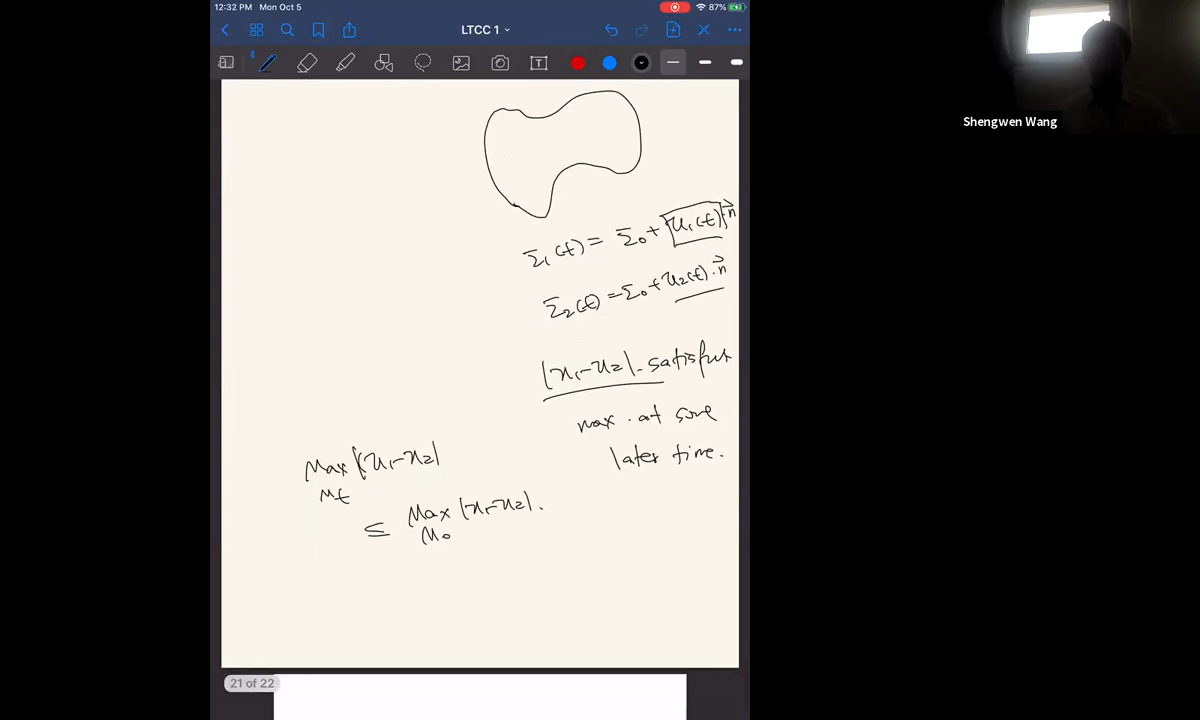 12:32 PM Mon Oct 5
87%
LTCC 1
T
Shengwen Wang
Σ₁(t) = Σ₀ + u₁(t) n⃗
Σ₂(t) = Σ₀ + u₂(t) · n⃗
|u₁-u₂| satisfies
max. at some
later time.
Max |u₁-u₂|
Mt
≤ Max |u₁-u₂|.
M₀
21 of 22